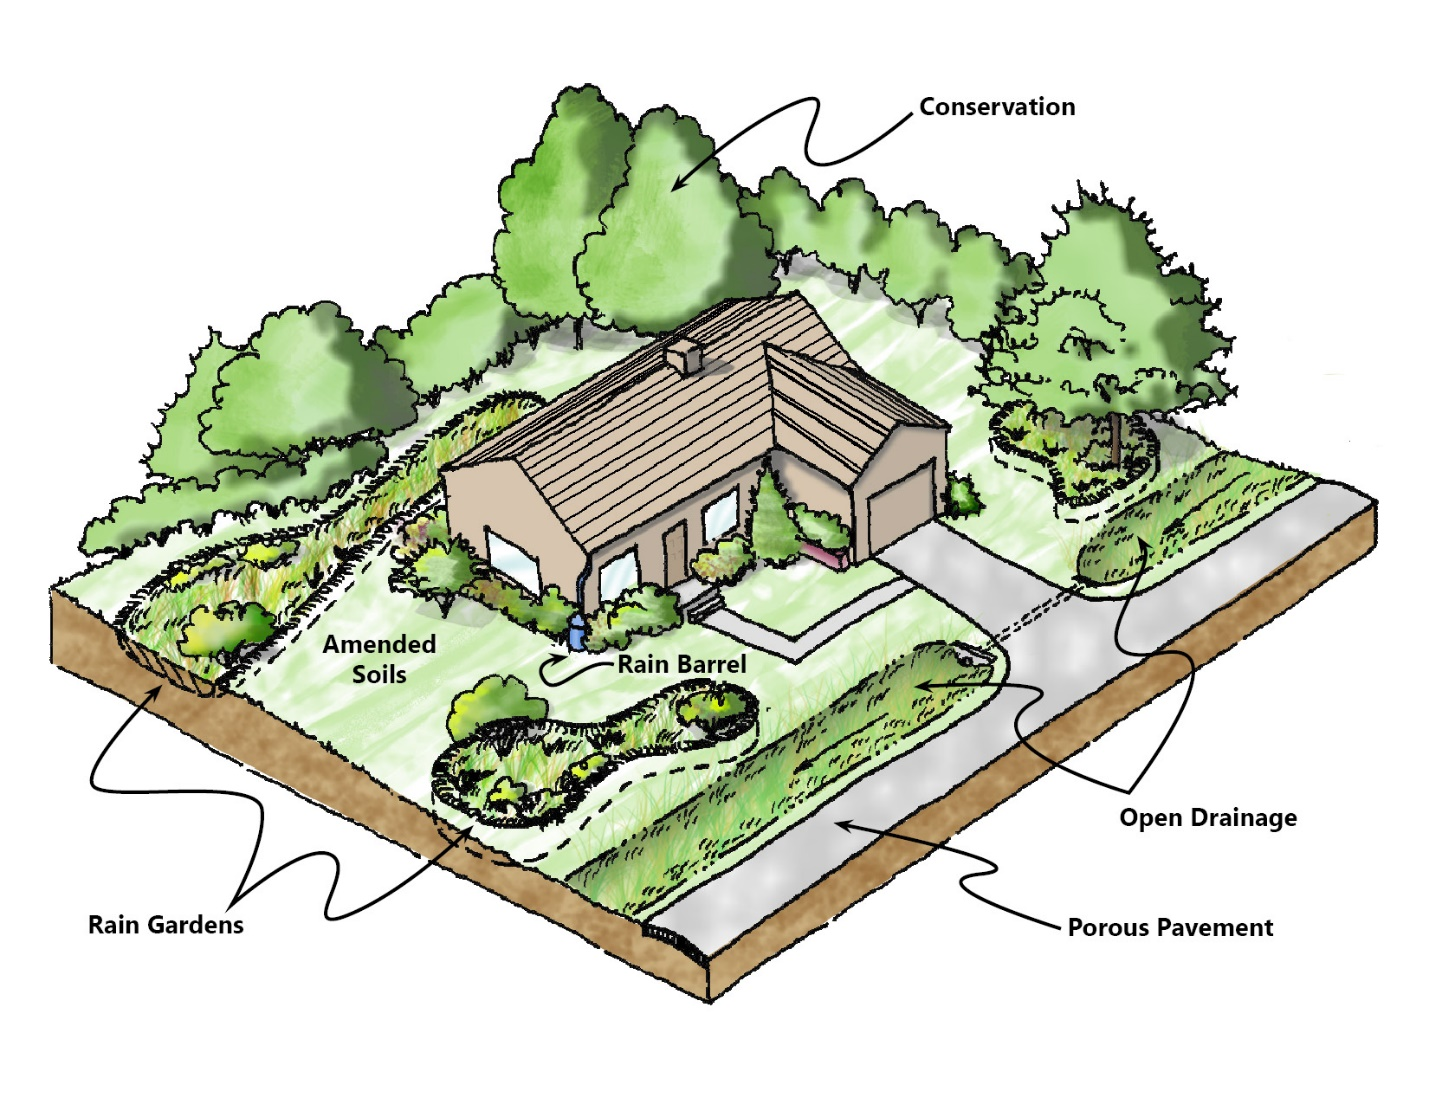 Conservation
Amended
Soils
Rain Barrel
Open Drainage
Rain Gardens
Porous Pavement